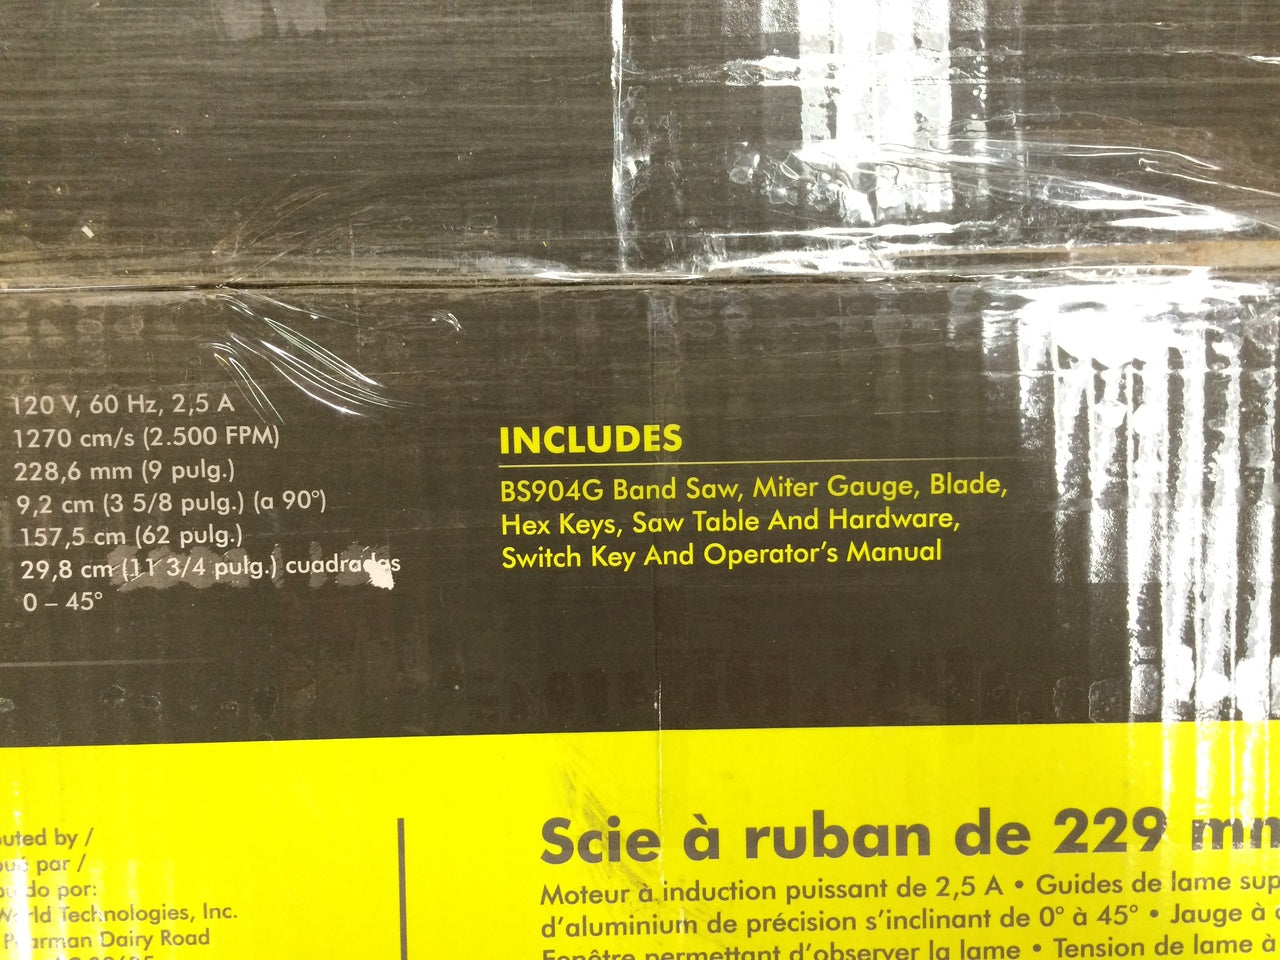 120 V, 60 Hz, 2,5 A
1270 cm/s (2.500 FPM)
228,6 mm (9 pulg.)
9,2 cm (3 5/8 pulg.) (a 90°)
157,5 cm (62 pulg.)
29,8 cm (11 3/4 pulg.) cuadradas
0 – 45°
INCLUDES
BS904G Band Saw, Miter Gauge, Blade,
Hex Keys, Saw Table And Hardware,
Switch Key And Operator's Manual
by /
par /
por:
World Technologies, Inc.
Pearman Dairy Road
Scie à ruban de 229 mm
Moteur à induction puissant de 2,5 A • Guides de lame sup
d'aluminium de précision s'inclinant de 0° à 45° • Jauge à
Fenêtre permettant d'observer la lame • Tension de lame à